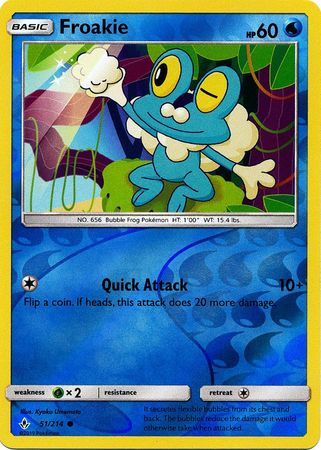 BASIC
Froakie
HP60
NO. 656 Bubble Frog Pokémon HT: 1'00" WT: 15.4 lbs.
Quick Attack 10+
Flip a coin. If heads, this attack does 20 more damage.
weakness ×2 resistance retreat
Illus. Kyoko Umemoto
51/214
©2019 Pokémon
It secretes flexible bubbles from its chest and
back. The bubbles reduce the damage it would
otherwise take when attacked.